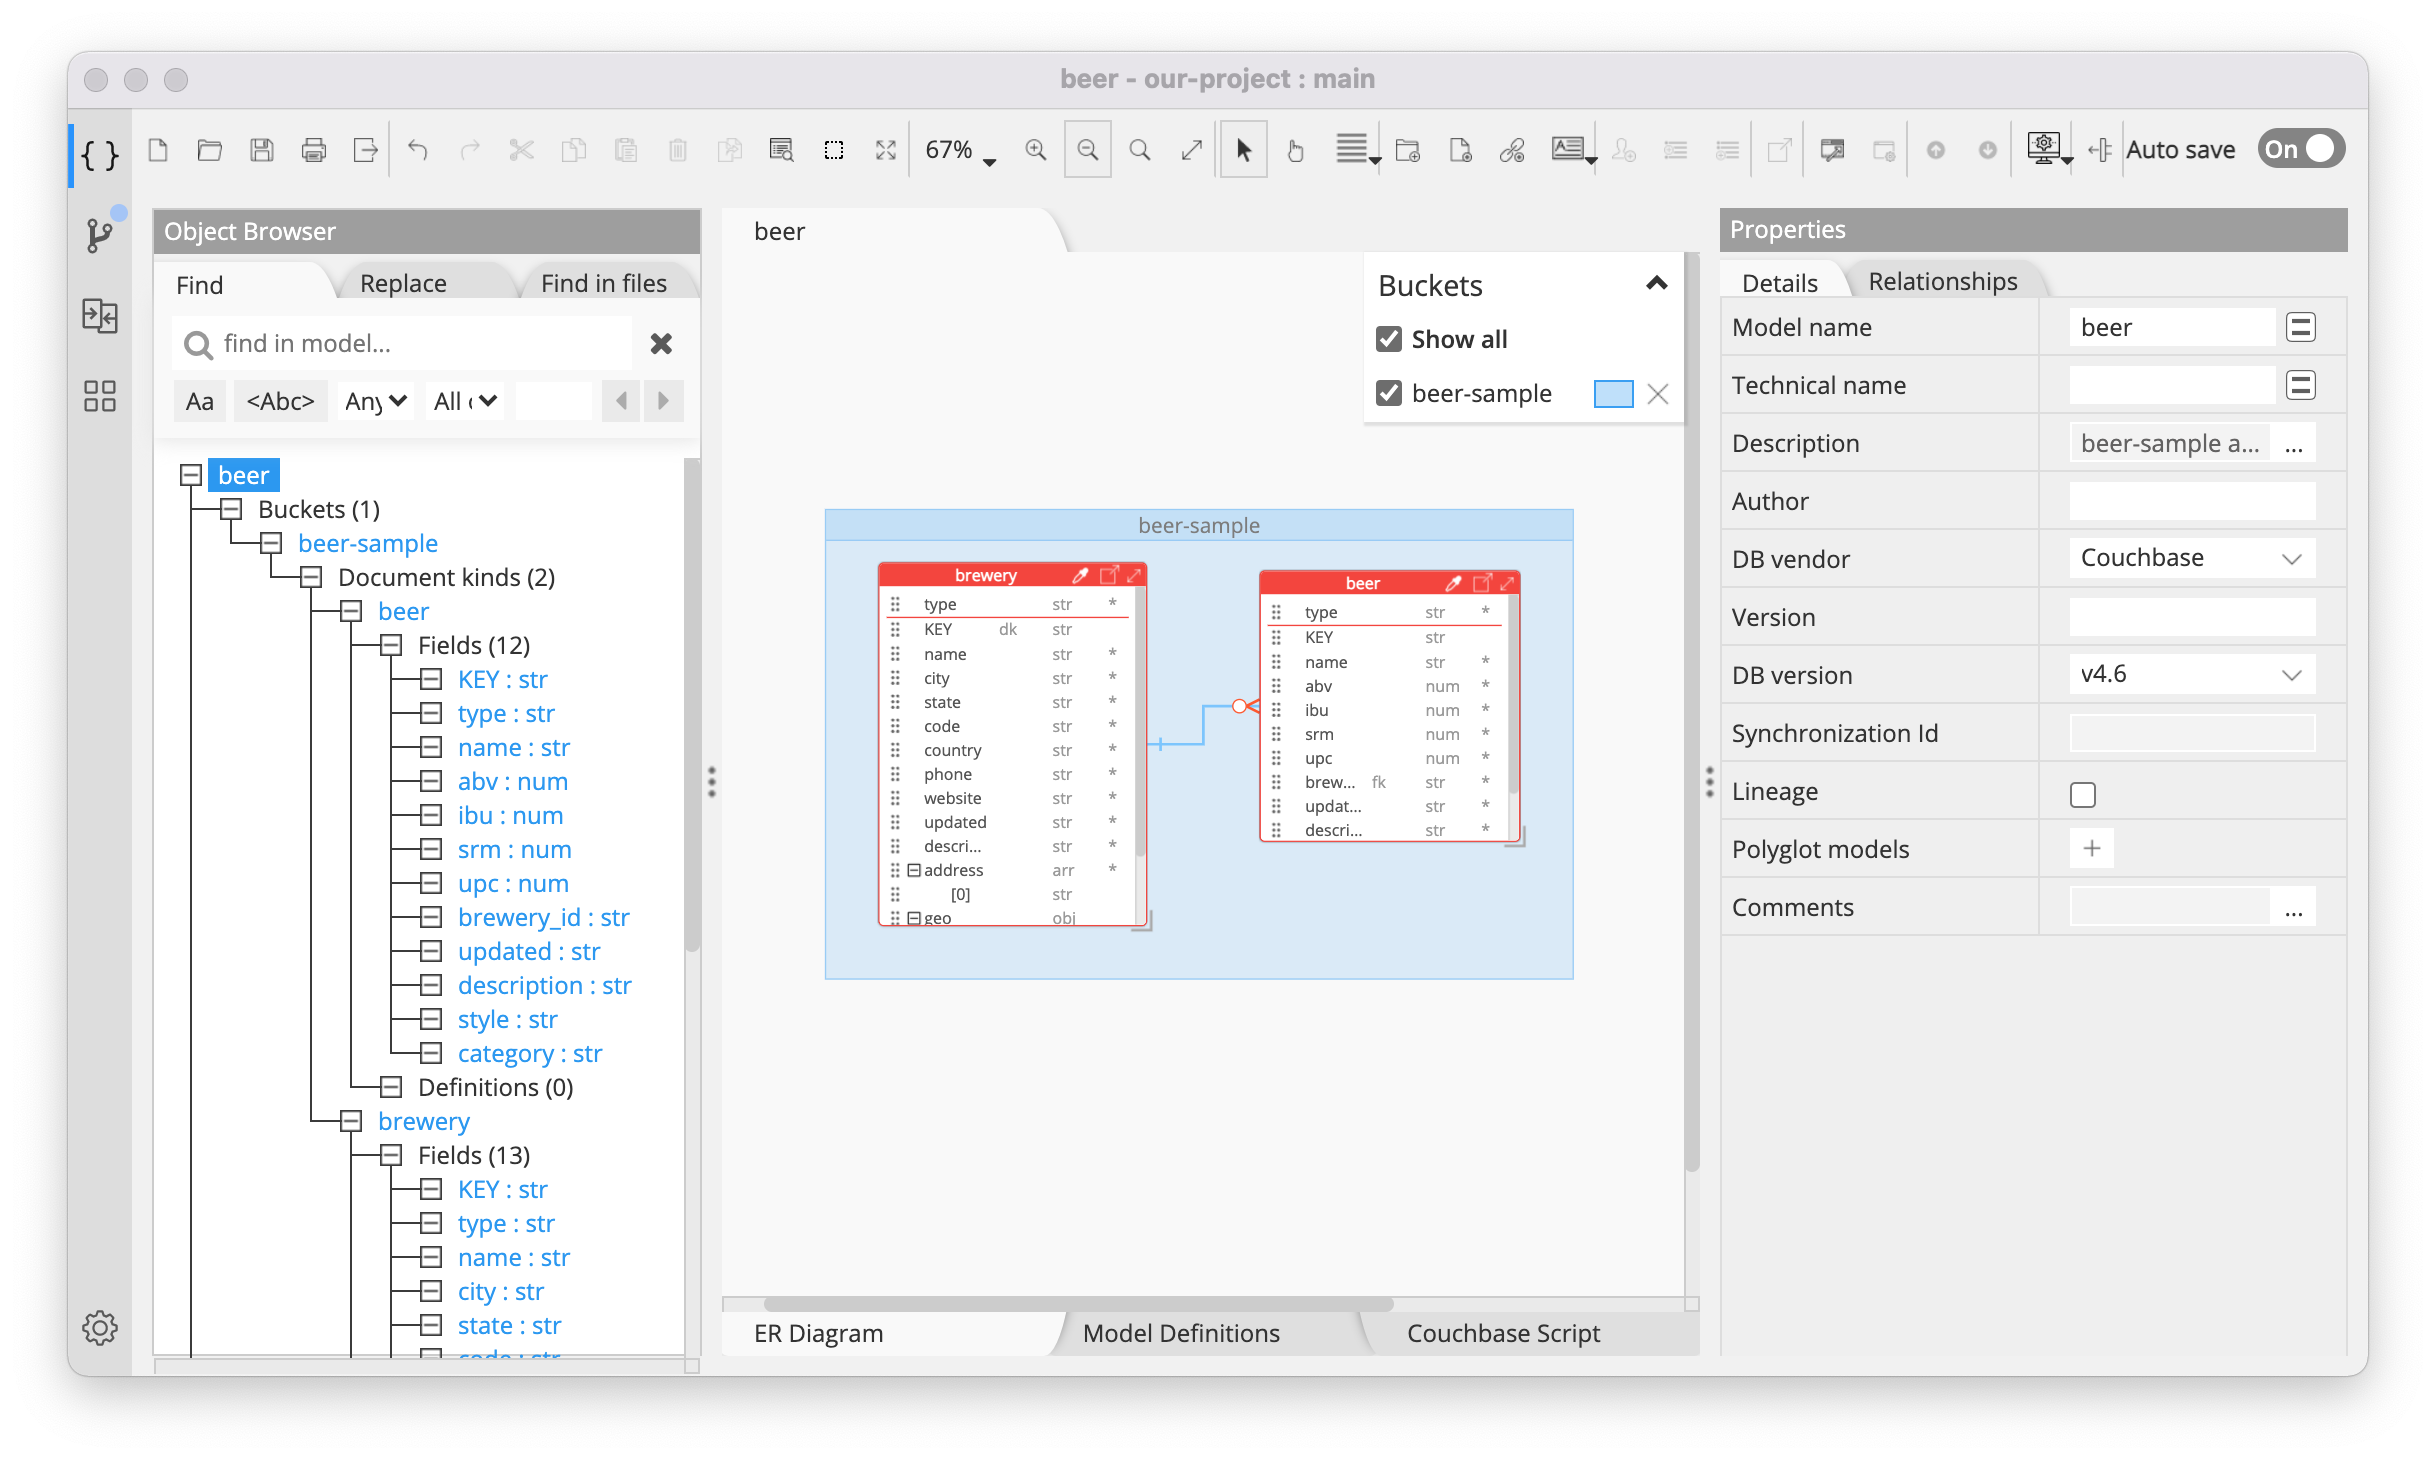 beer - our-project : main
67%
Auto save On
Object Browser
Find Replace Find in files
find in model...
Aa <Abc> Any All
beer
Buckets (1)
beer-sample
Document kinds (2)
beer
Fields (12)
KEY : str
type : str
name : str
abv : num
ibu : num
srm : num
upc : num
brewery_id : str
updated : str
description : str
style : str
category : str
Definitions (0)
brewery
Fields (13)
KEY : str
type : str
name : str
city : str
state : str
code : str
beer
Buckets
Show all
beer-sample
beer-sample
brewery
type str *
KEY dk str
name str *
city str *
state str *
code str *
country str *
phone str *
website str *
updated str *
descri... str *
address arr *
[0] str
geo obj
beer
type str *
KEY str
name str *
abv num *
ibu num *
srm num *
upc num *
brew... fk str *
updat... str *
descri... str *
ER Diagram Model Definitions Couchbase Script
Properties
Details Relationships
Model name beer
Technical name
Description beer-sample a... ...
Author
DB vendor Couchbase
Version
DB version v4.6
Synchronization Id
Lineage
Polyglot models +
Comments ...